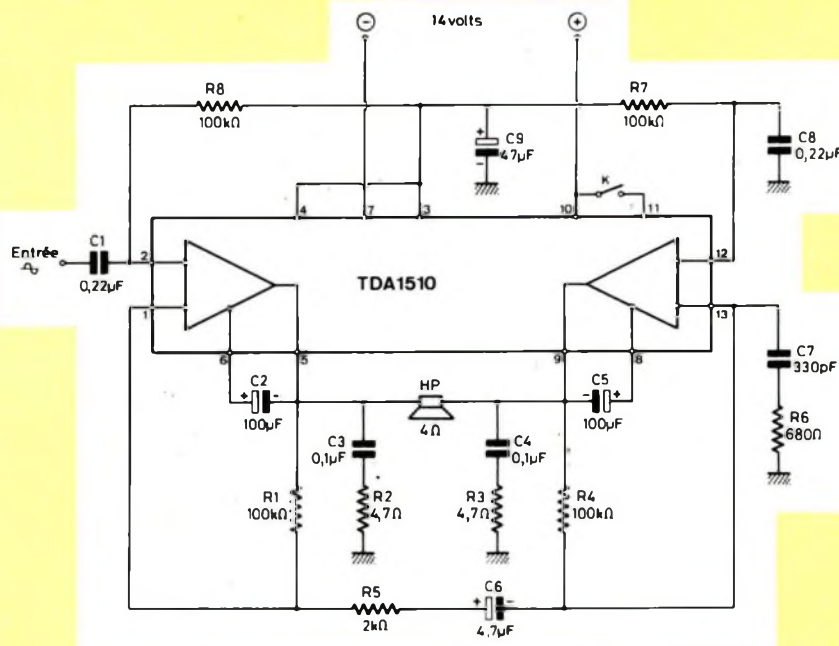 14volts
R8
100kΩ
R7
100kΩ
C9
47µF
C8
0,22µF
K
4
7
3
10
11
Entrée
C1
0,22µF
2
12
TDA1510
1
13
6
5
9
8
C7
330pF
C2
100µF
HP
4Ω
C5
100µF
R6
680Ω
C3
0,1µF
C4
0,1µF
R1
100kΩ
R2
4,7Ω
R3
4,7Ω
R4
100kΩ
R5
2kΩ
C6
4,7µF